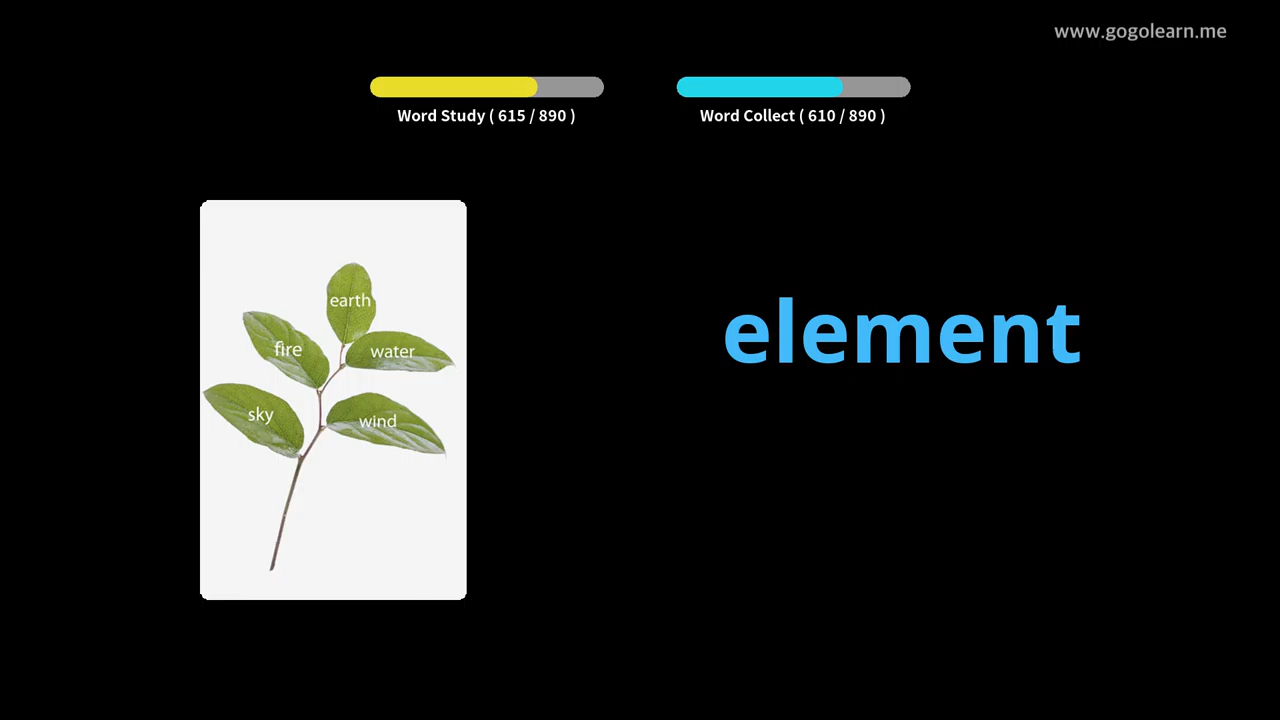 www.gogolearn.me
Word Study ( 615 / 890 )
Word Collect ( 610 / 890 )
earth
fire
water
sky
wind
element